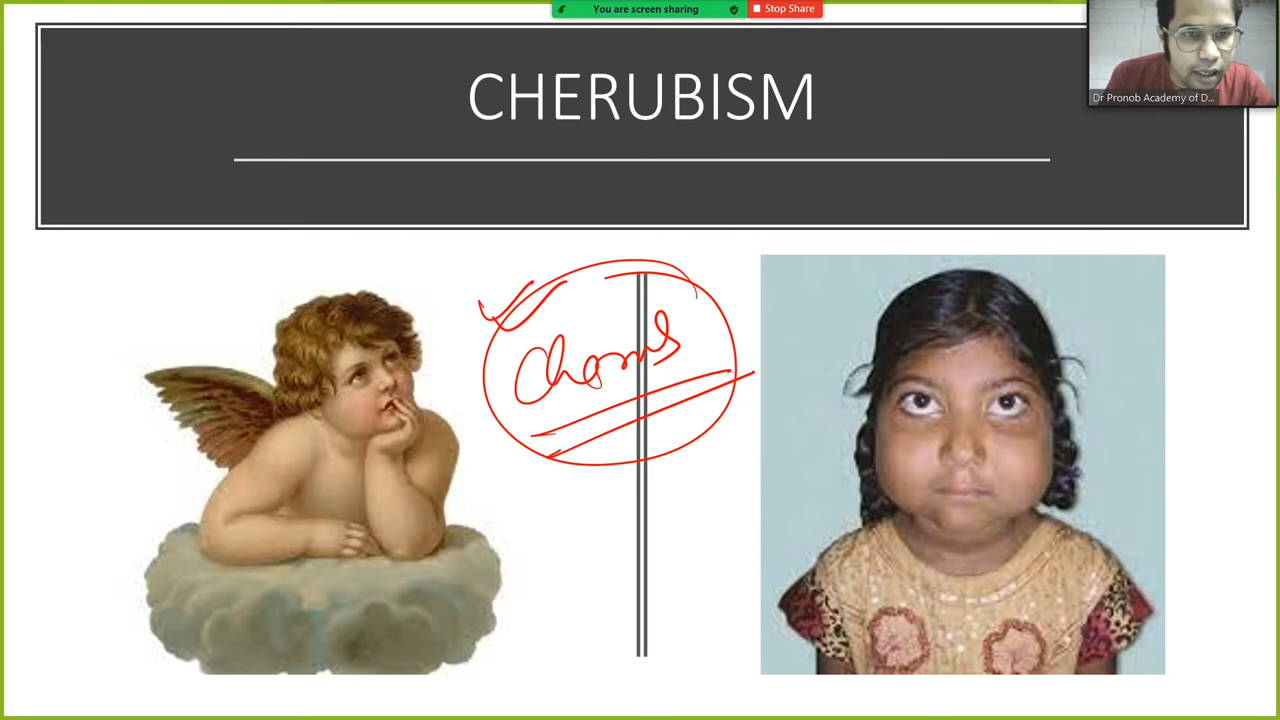 You are screen sharing
Stop Share
Dr Pronob Academy of D...
CHERUBISM